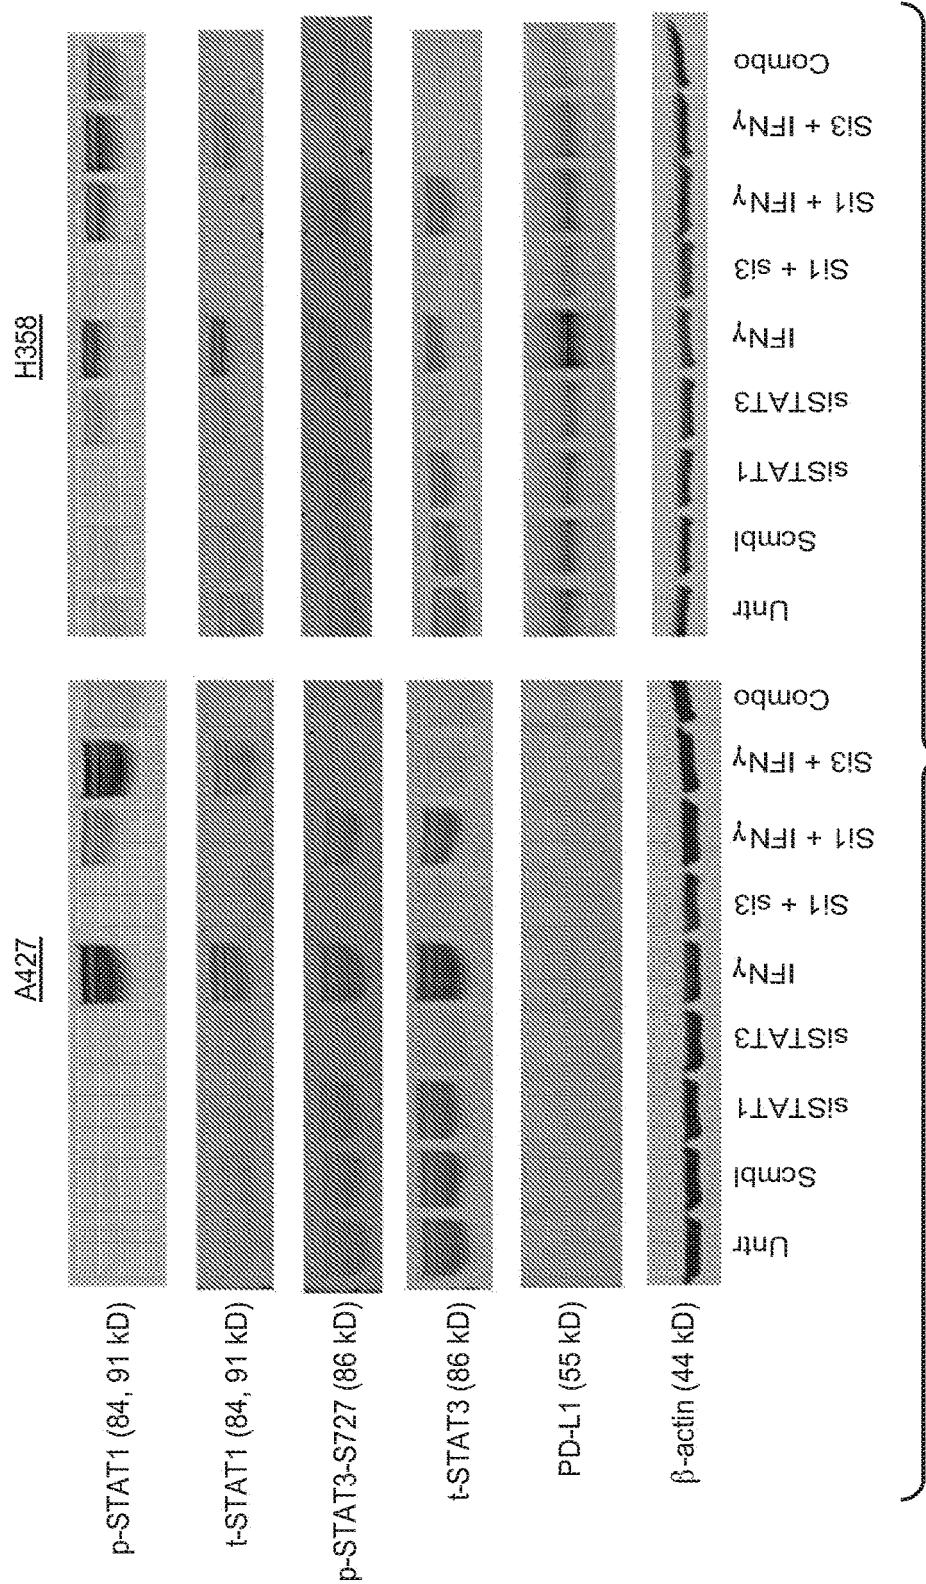 A427
H358
p-STAT1 (84, 91 kD)
t-STAT1 (84, 91 kD)
p-STAT3-S727 (86 kD)
t-STAT3 (86 kD)
PD-L1 (55 kD)
β-actin (44 kD)
Untr
Scmbl
siSTAT1
siSTAT3
IFNγ
Si1 + si3
Si1 + IFNγ
Si3 + IFNγ
Combo
Untr
Scmbl
siSTAT1
siSTAT3
IFNγ
Si1 + si3
Si1 + IFNγ
Si3 + IFNγ
Combo